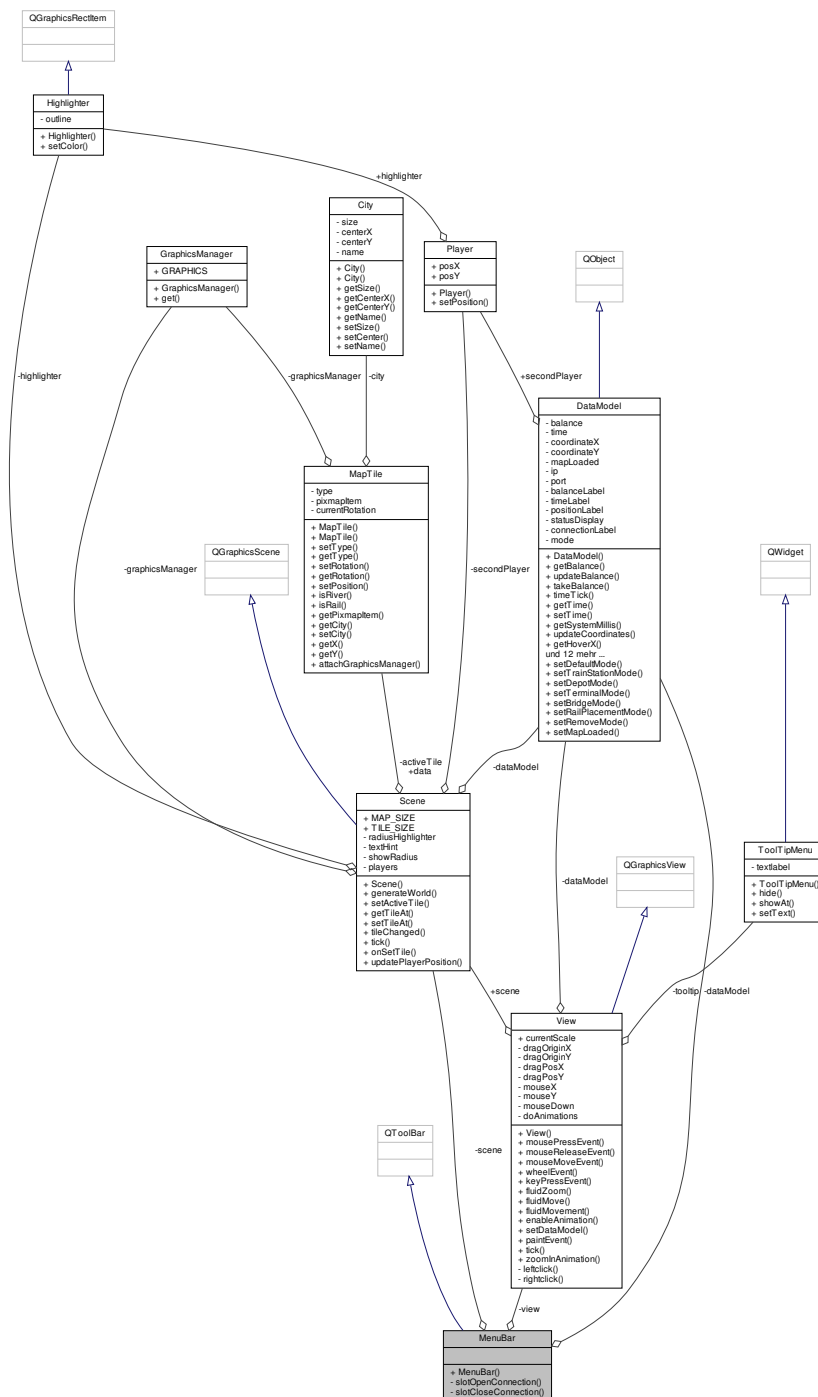 QGraphicsRectItem
Highlighter
- outline
+ Highlighter()
+ setColor()
+highlighter
City
- size
- centerX
- centerY
- name
+ City()
+ City()
+ getSize()
+ getCenterX()
+ getCenterY()
+ getName()
+ setSize()
+ setCenter()
+ setName()
GraphicsManager
+ GRAPHICS
+ GraphicsManager()
+ get()
Player
+ posX
+ posY
+ Player()
+ setPosition()
QObject
-highlighter
-graphicsManager
-city
+secondPlayer
DataModel
- balance
- time
- coordinateX
- coordinateY
- mapLoaded
- ip
- port
- balanceLabel
- timeLabel
- positionLabel
- statusDisplay
- connectionLabel
- mode
+ DataModel()
+ getBalance()
+ updateBalance()
+ takeBalance()
+ timeTick()
+ getTime()
+ setTime()
+ getSystemMillis()
+ updateCoordinates()
+ getHoverX()
und 12 mehr ...
+ setDefaultMode()
+ setTrainStationMode()
+ setDepotMode()
+ setTerminalMode()
+ setBridgeMode()
+ setRailPlacementMode()
+ setRemoveMode()
+ setMapLoaded()
MapTile
- type
- pixmapItem
- currentRotation
+ MapTile()
+ MapTile()
+ setType()
+ getType()
+ setRotation()
+ getRotation()
+ setPosition()
+ isRiver()
+ isRail()
+ getPixmapItem()
+ getCity()
+ setCity()
+ getX()
+ getY()
+ attachGraphicsManager()
QGraphicsScene
QWidget
-graphicsManager
-secondPlayer
-activeTile
+data
-dataModel
Scene
+ MAP_SIZE
+ TILE_SIZE
- radiusHighlighter
- textHint
- showRadius
- players
+ Scene()
+ generateWorld()
+ setActiveTile()
+ getTileAt()
+ setTileAt()
+ tileChanged()
+ tick()
+ onSetTile()
+ updatePlayerPosition()
ToolTipMenu
- textlabel
+ ToolTipMenu()
+ hide()
+ showAt()
+ setText()
QGraphicsView
-dataModel
+scene
-tooltip
-dataModel
View
+ currentScale
- dragOriginX
- dragOriginY
- dragPosX
- dragPosY
- mouseX
- mouseY
- mouseDown
- doAnimations
+ View()
+ mousePressEvent()
+ mouseReleaseEvent()
+ mouseMoveEvent()
+ wheelEvent()
+ keyPressEvent()
+ fluidZoom()
+ fluidMove()
+ fluidMovement()
+ enableAnimation()
+ setDataModel()
+ paintEvent()
+ tick()
+ zoomInAnimation()
- leftclick()
- rightclick()
QToolBar
-scene
-view
MenuBar
+ MenuBar()
- slotOpenConnection()
- slotCloseConnection()